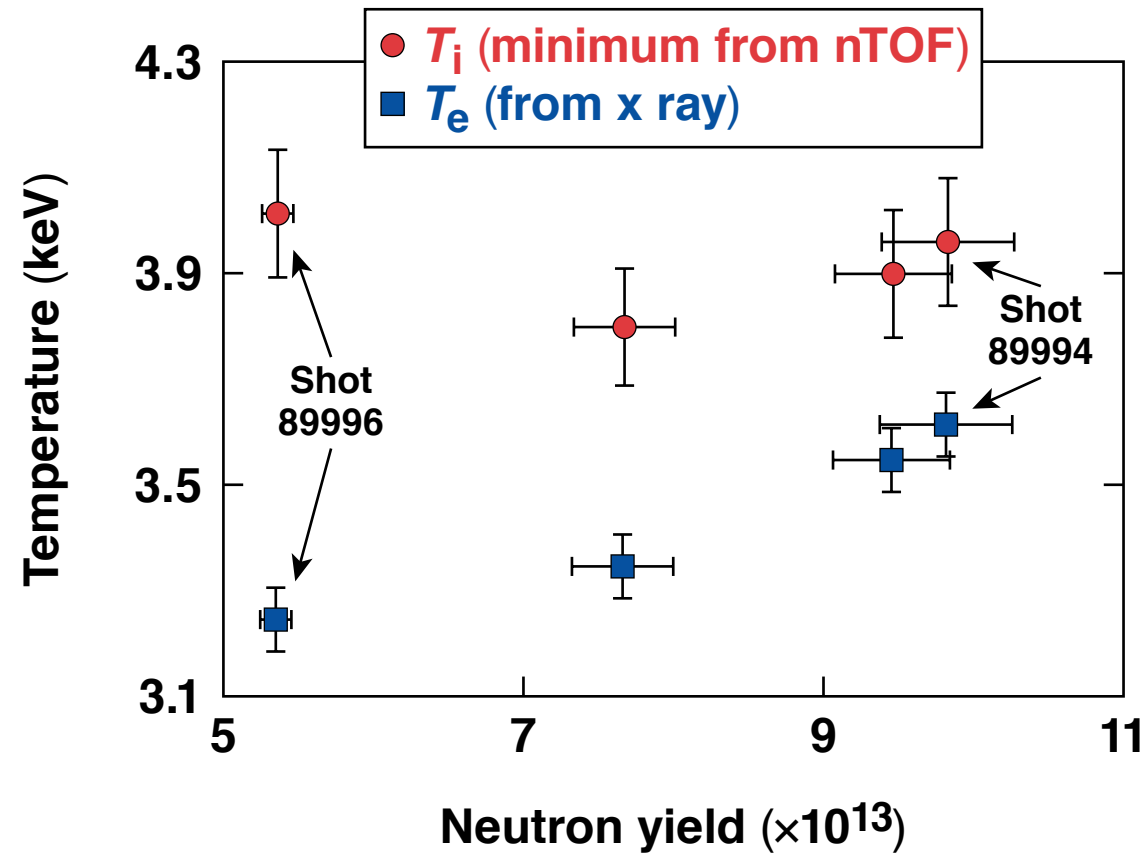 Tᵢ (minimum from nTOF)
Tₑ (from x ray)
Temperature (keV)
4.3
3.9
3.5
3.1
Shot
89996
Shot
89994
5
7
9
11
Neutron yield (×10¹³)